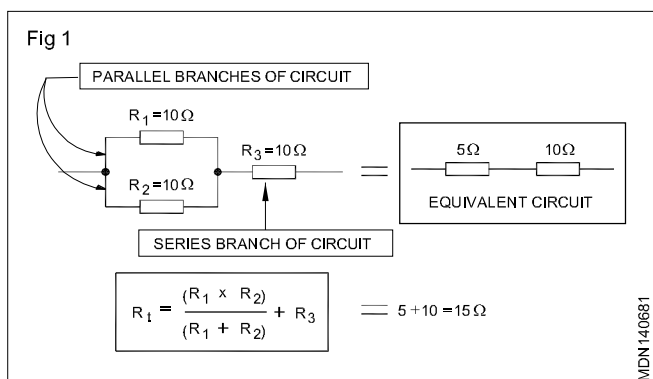 Fig 1
PARALLEL BRANCHES OF CIRCUIT
R1=10Ω
R2=10Ω
R3=10Ω
=
5Ω 10Ω
EQUIVALENT CIRCUIT
SERIES BRANCH OF CIRCUIT
Rt = (R1 x R2) / (R1 + R2) + R3 = 5+10=15Ω
MDN140681